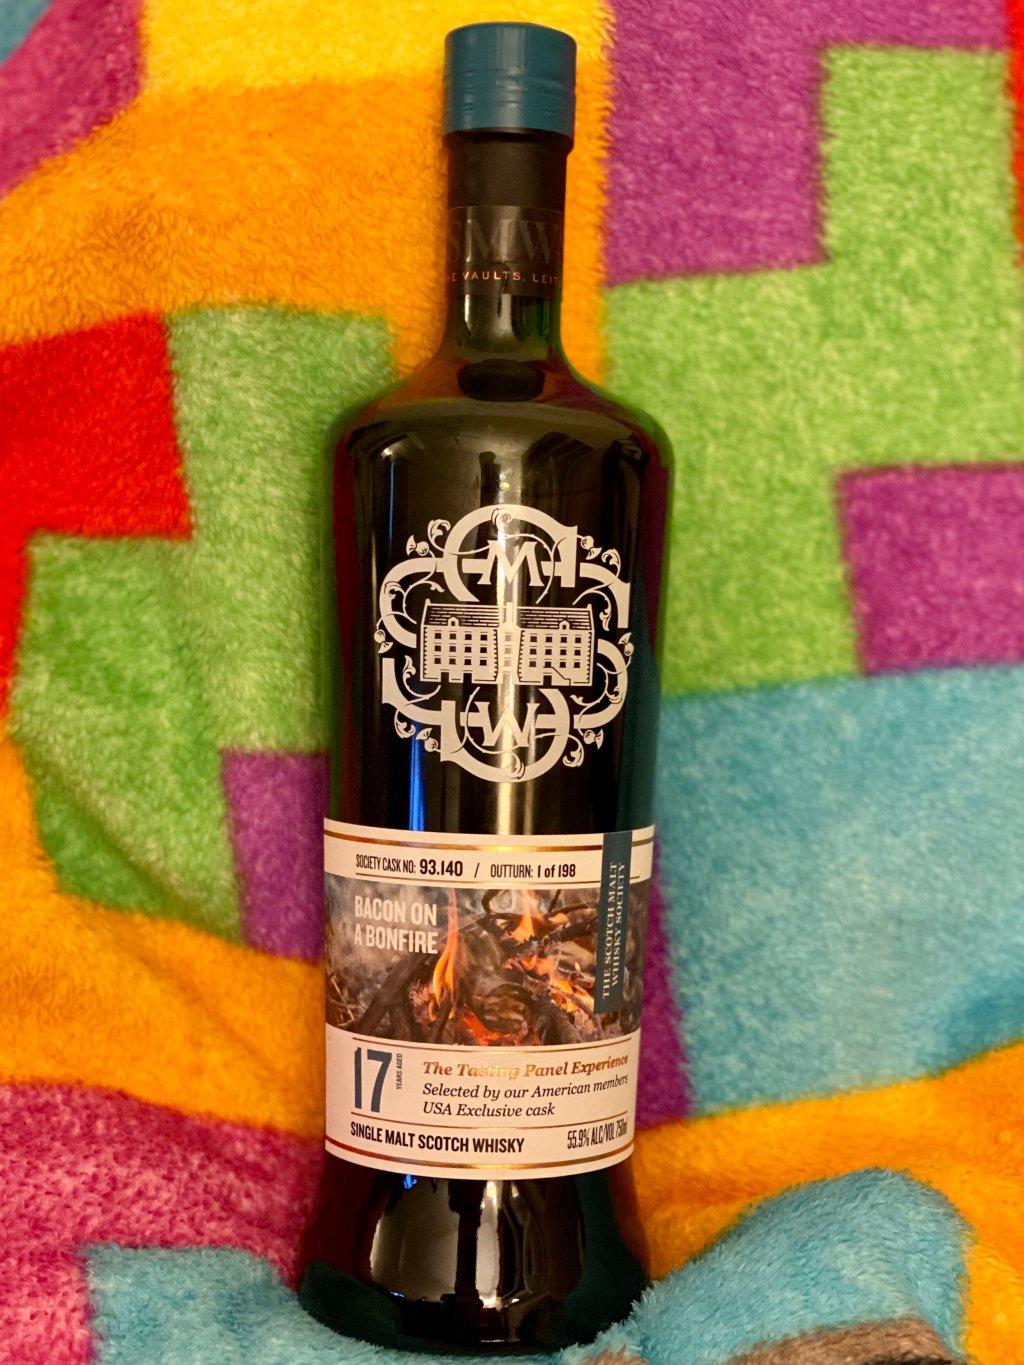 SMW
THE VAULTS. LEIT
M
W
SOCIETY CASK NO: 93.140 / OUTTURN: 1 of 198
BACON ON
A BONFIRE
THE SCOTCH MALT
WHISKY SOCIETY
17
YEARS AGED
The Tasting Panel Experience
Selected by our American members
USA Exclusive cask
SINGLE MALT SCOTCH WHISKY
55.9% ALC/VOL 750ml